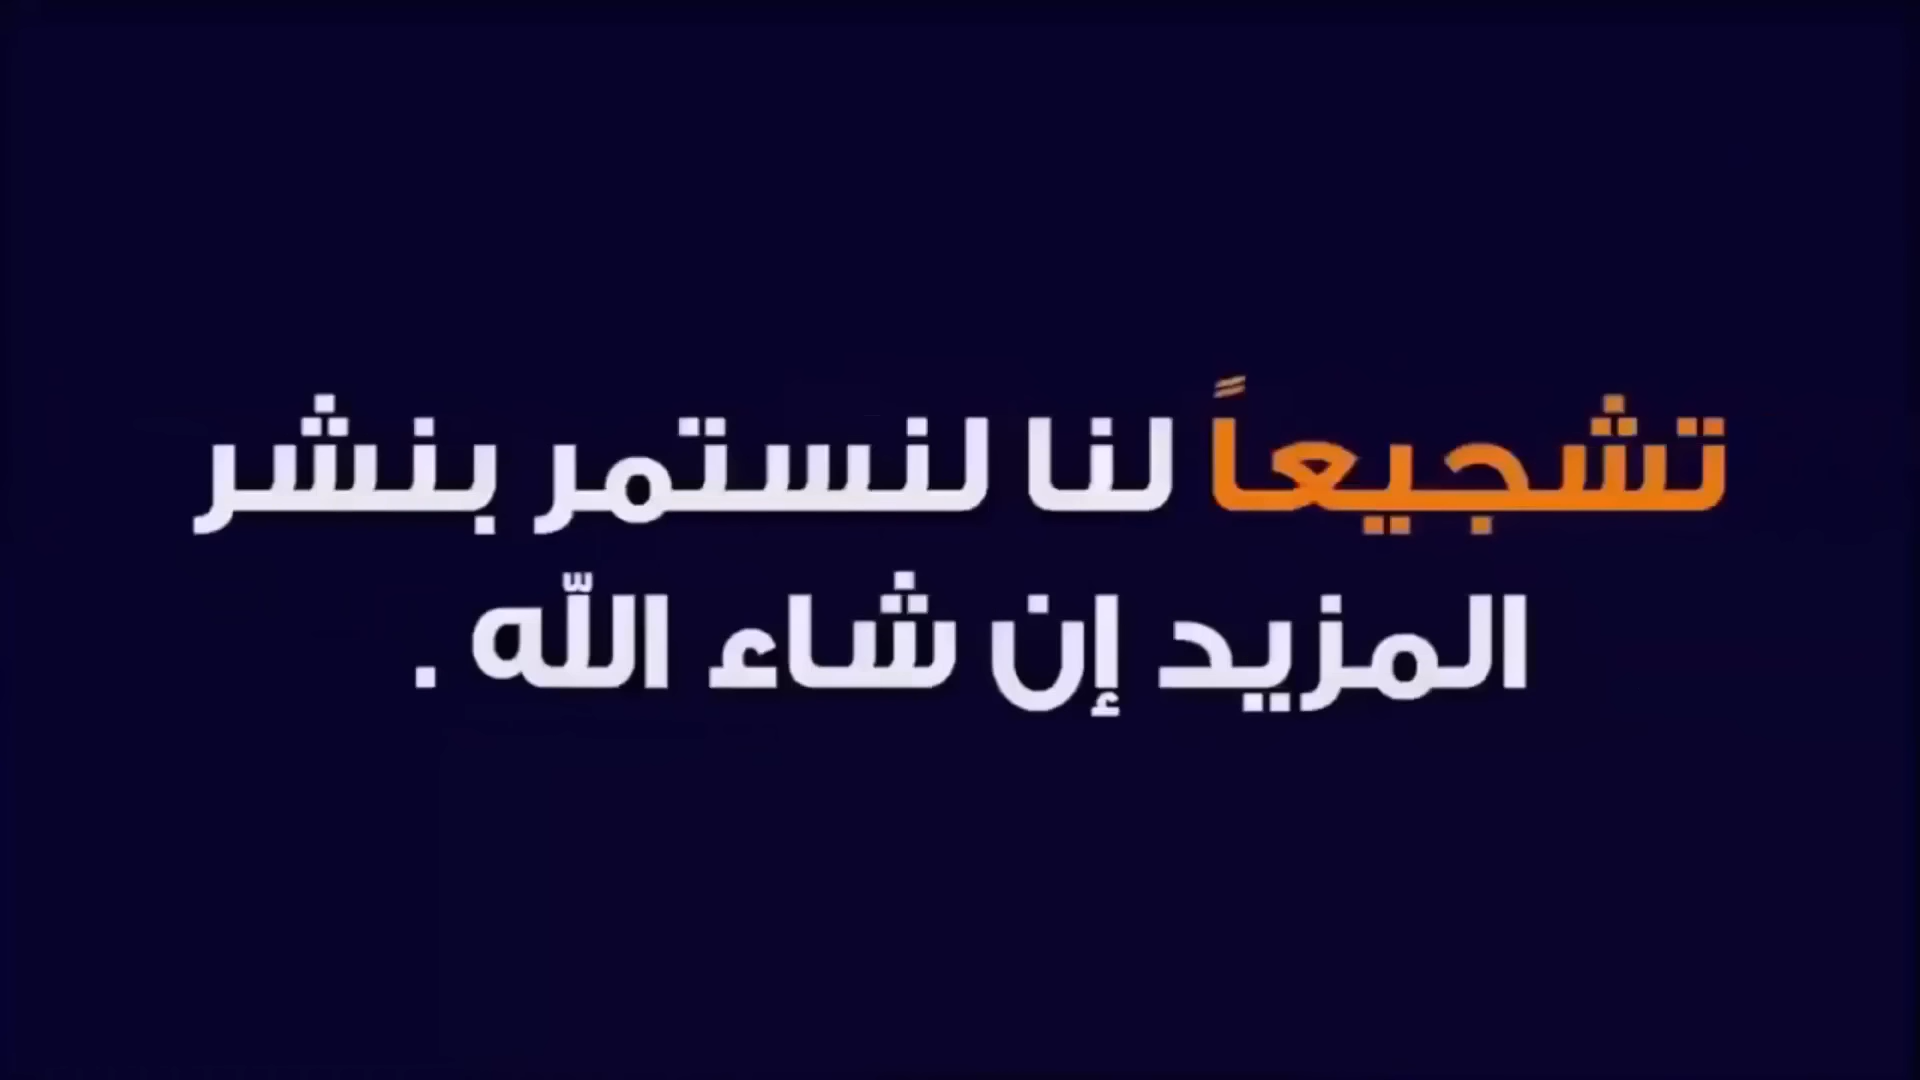 تشجيعاً لنا لنستمر بنشر
المزيد إن شاء اللّه .